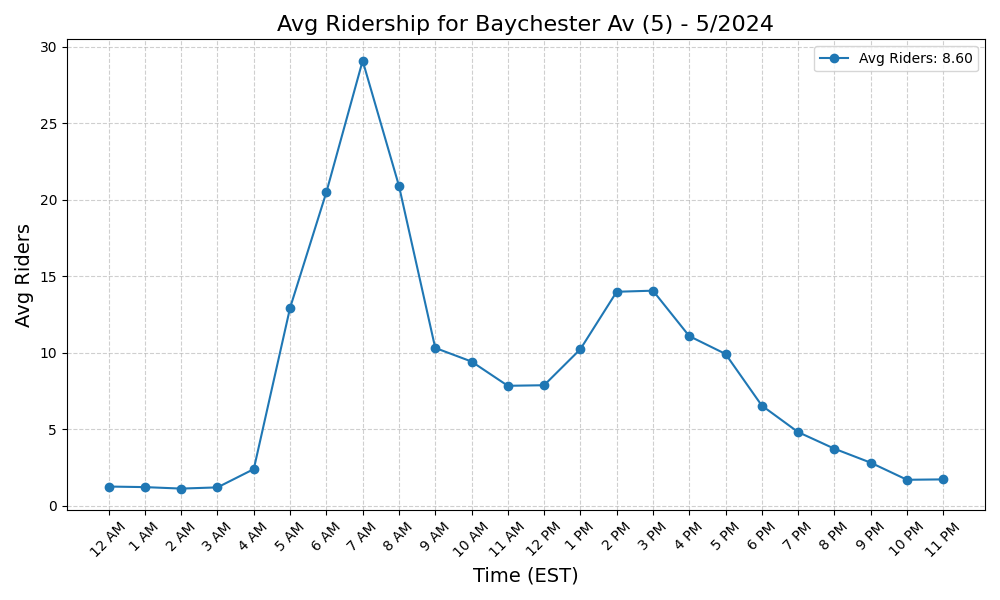 Avg Ridership for Baychester Av (5) - 5/2024
Avg Riders: 8.60
Avg Riders
30
25
20
15
10
5
0
12 AM
1 AM
2 AM
3 AM
4 AM
5 AM
6 AM
7 AM
8 AM
9 AM
10 AM
11 AM
12 PM
1 PM
2 PM
3 PM
4 PM
5 PM
6 PM
7 PM
8 PM
9 PM
10 PM
11 PM
Time (EST)